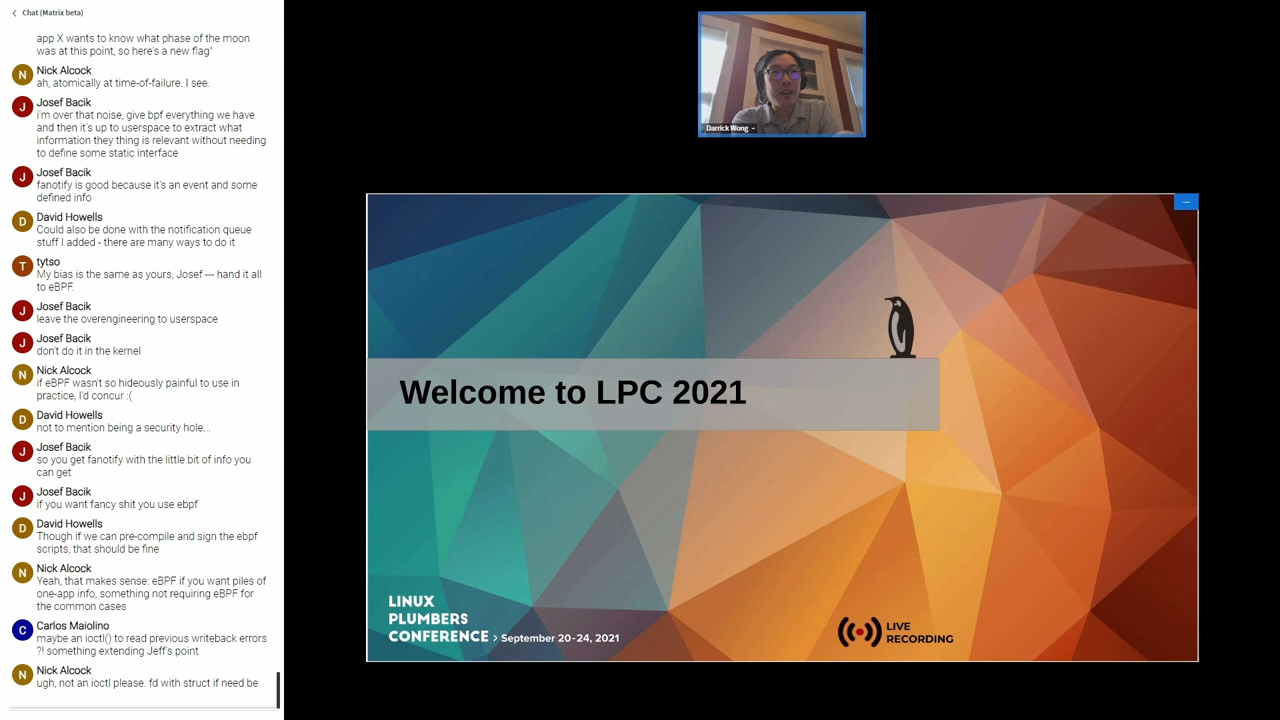 Chat (Matrix beta)
app X wants to know what phase of the moon
was at this point, so here's a new flag"
N
Nick Alcock
ah, atomically at time-of-failure. I see.
J
Josef Bacik
i'm over that noise, give bpf everything we have
and then it's up to userspace to extract what
information they thing is relevant without needing
to define some static interface
J
Josef Bacik
fanotify is good because it's an event and some
defined info
D
David Howells
Could also be done with the notification queue
stuff I added - there are many ways to do it
T
tytso
My bias is the same as yours, Josef --- hand it all
to eBPF.
J
Josef Bacik
leave the overengineering to userspace
J
Josef Bacik
don't do it in the kernel
N
Nick Alcock
if eBPF wasn't so hideously painful to use in
practice, I'd concur :(
D
David Howells
not to mention being a security hole...
J
Josef Bacik
so you get fanotify with the little bit of info you
can get
J
Josef Bacik
if you want fancy shit you use ebpf
D
David Howells
Though if we can pre-compile and sign the ebpf
scripts, that should be fine
N
Nick Alcock
Yeah, that makes sense: eBPF if you want piles of
one-app info, something not requiring eBPF for
the common cases
C
Carlos Maiolino
maybe an ioctl() to read previous writeback errors
?! something extending Jeff's point
N
Nick Alcock
ugh, not an ioctl please. fd with struct if need be
Darrick Wong
Welcome to LPC 2021
LINUX
PLUMBERS
CONFERENCE > September 20-24, 2021
LIVE
RECORDING